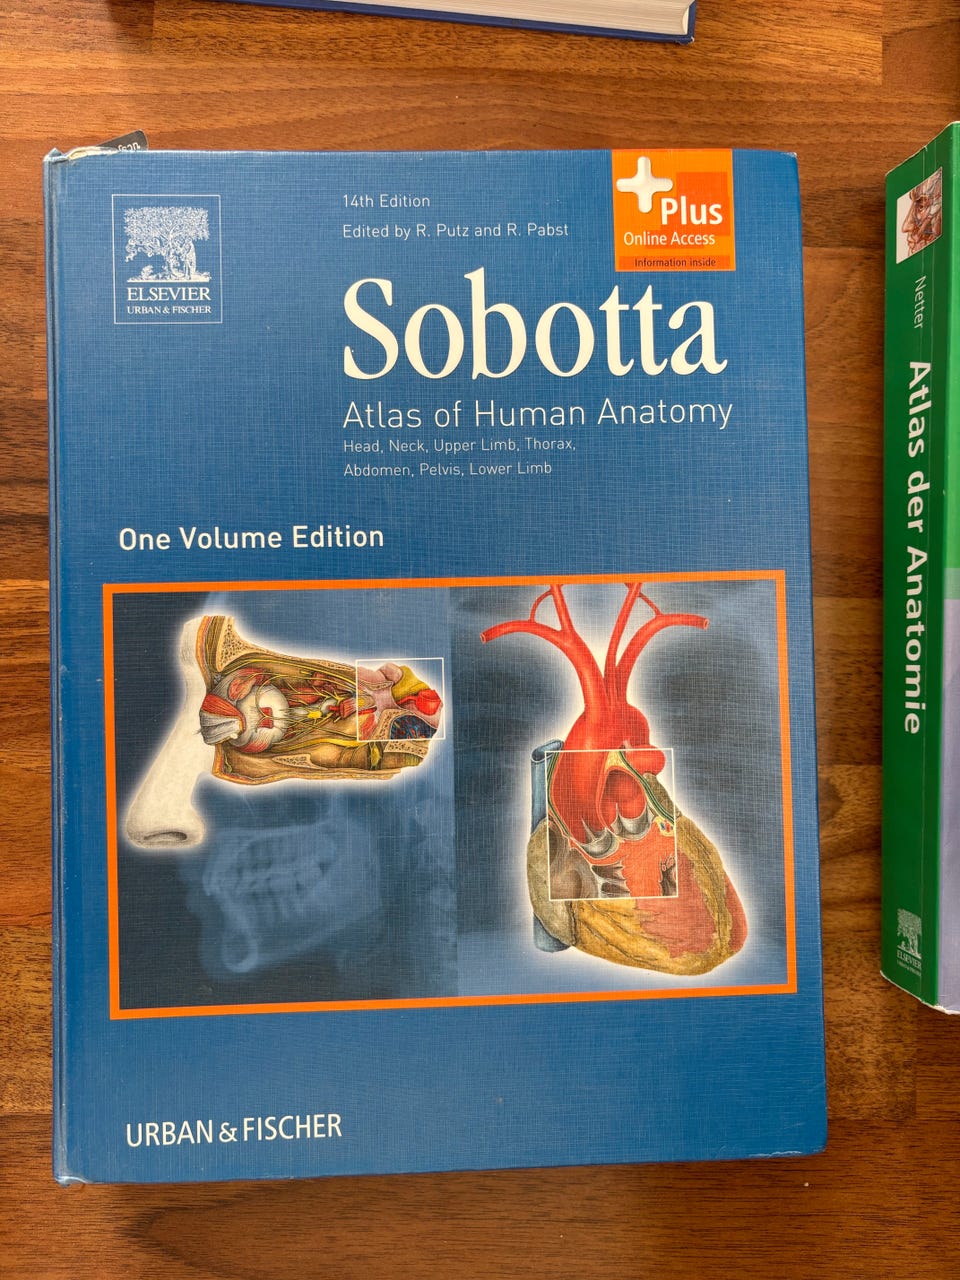 14th Edition
Edited by R. Putz and R. Pabst
Plus
Online Access
Information inside
ELSEVIER
URBAN & FISCHER
Sobotta
Atlas of Human Anatomy
Head, Neck, Upper Limb, Thorax,
Abdomen, Pelvis, Lower Limb
One Volume Edition
URBAN & FISCHER
Netter
Atlas der Anatomie
ELSEVIER